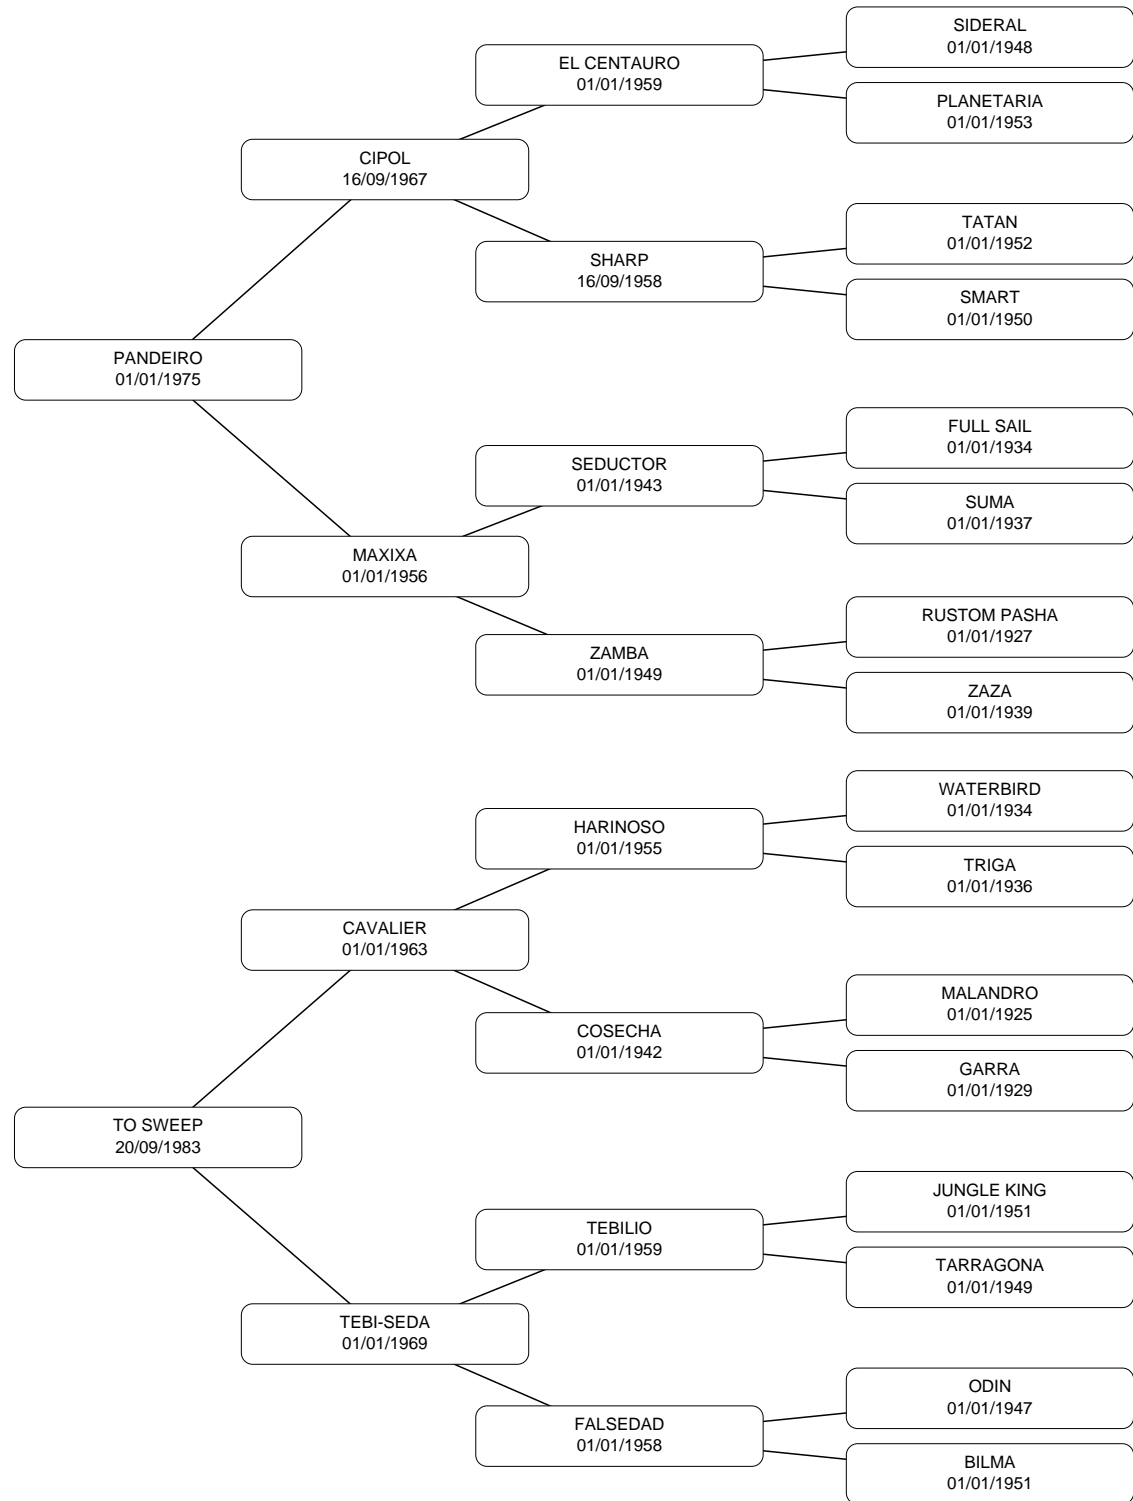 SIDERAL
01/01/1948
EL CENTAURO
01/01/1959
PLANETARIA
01/01/1953
CIPOL
16/09/1967
TATAN
01/01/1952
SHARP
16/09/1958
SMART
01/01/1950
PANDEIRO
01/01/1975
FULL SAIL
01/01/1934
SEDUCTOR
01/01/1943
SUMA
01/01/1937
MAXIXA
01/01/1956
RUSTOM PASHA
01/01/1927
ZAMBA
01/01/1949
ZAZA
01/01/1939
WATERBIRD
01/01/1934
HARINOSO
01/01/1955
TRIGA
01/01/1936
CAVALIER
01/01/1963
MALANDRO
01/01/1925
COSECHA
01/01/1942
GARRA
01/01/1929
TO SWEEP
20/09/1983
JUNGLE KING
01/01/1951
TEBILIO
01/01/1959
TARRAGONA
01/01/1949
TEBI-SEDA
01/01/1969
ODIN
01/01/1947
FALSEDAD
01/01/1958
BILMA
01/01/1951